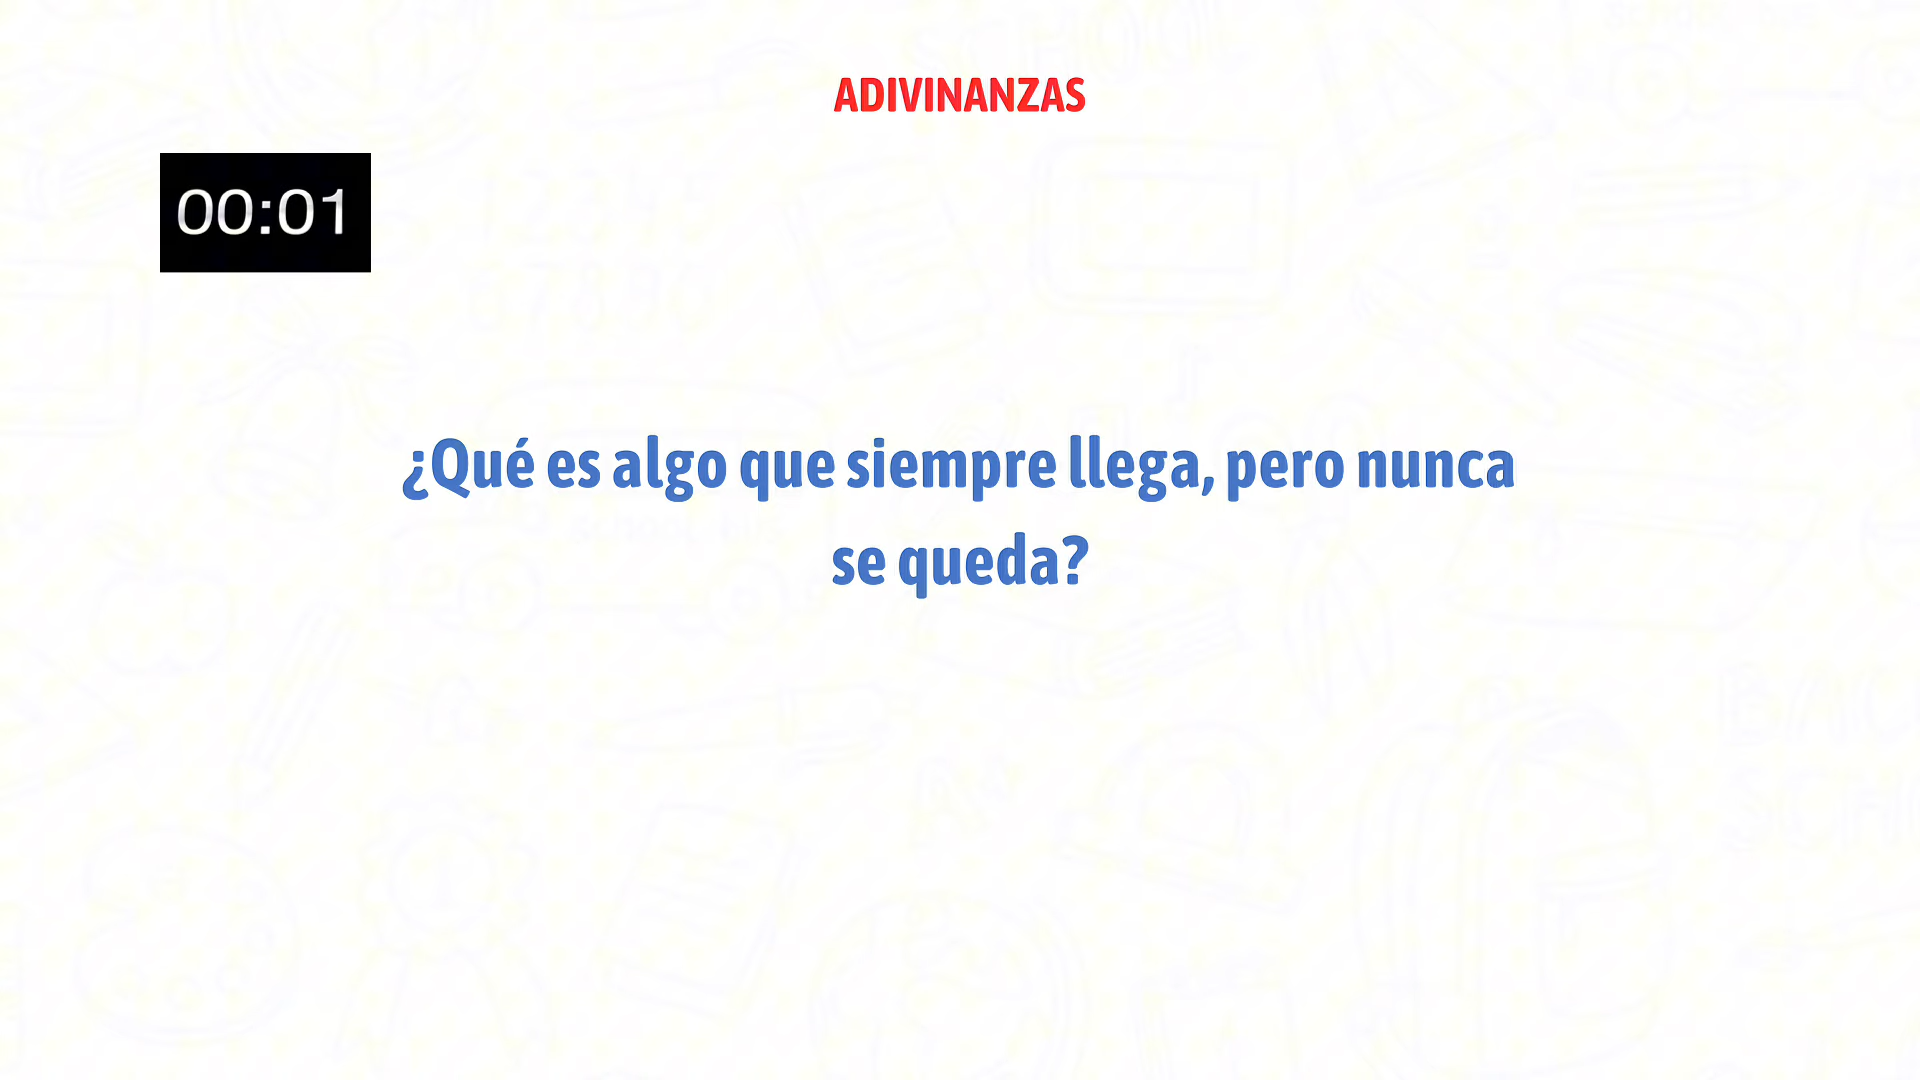 ADIVINANZAS
00:01
¿Qué es algo que siempre llega, pero nunca
se queda?